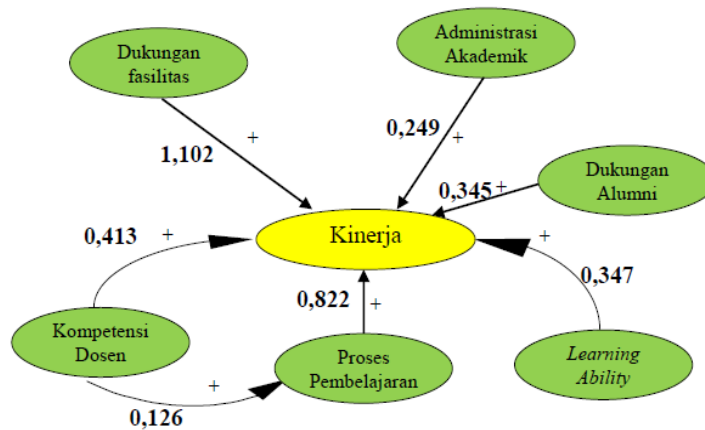 Dukungan
fasilitas
Administrasi
Akademik
+
1,102
0,249
+
Dukungan
Alumni
0,345
+
0,413
+
Kinerja
+
0,347
0,822
+
Kompetensi
Dosen
Proses
Pembelajaran
Learning
Ability
+
0,126